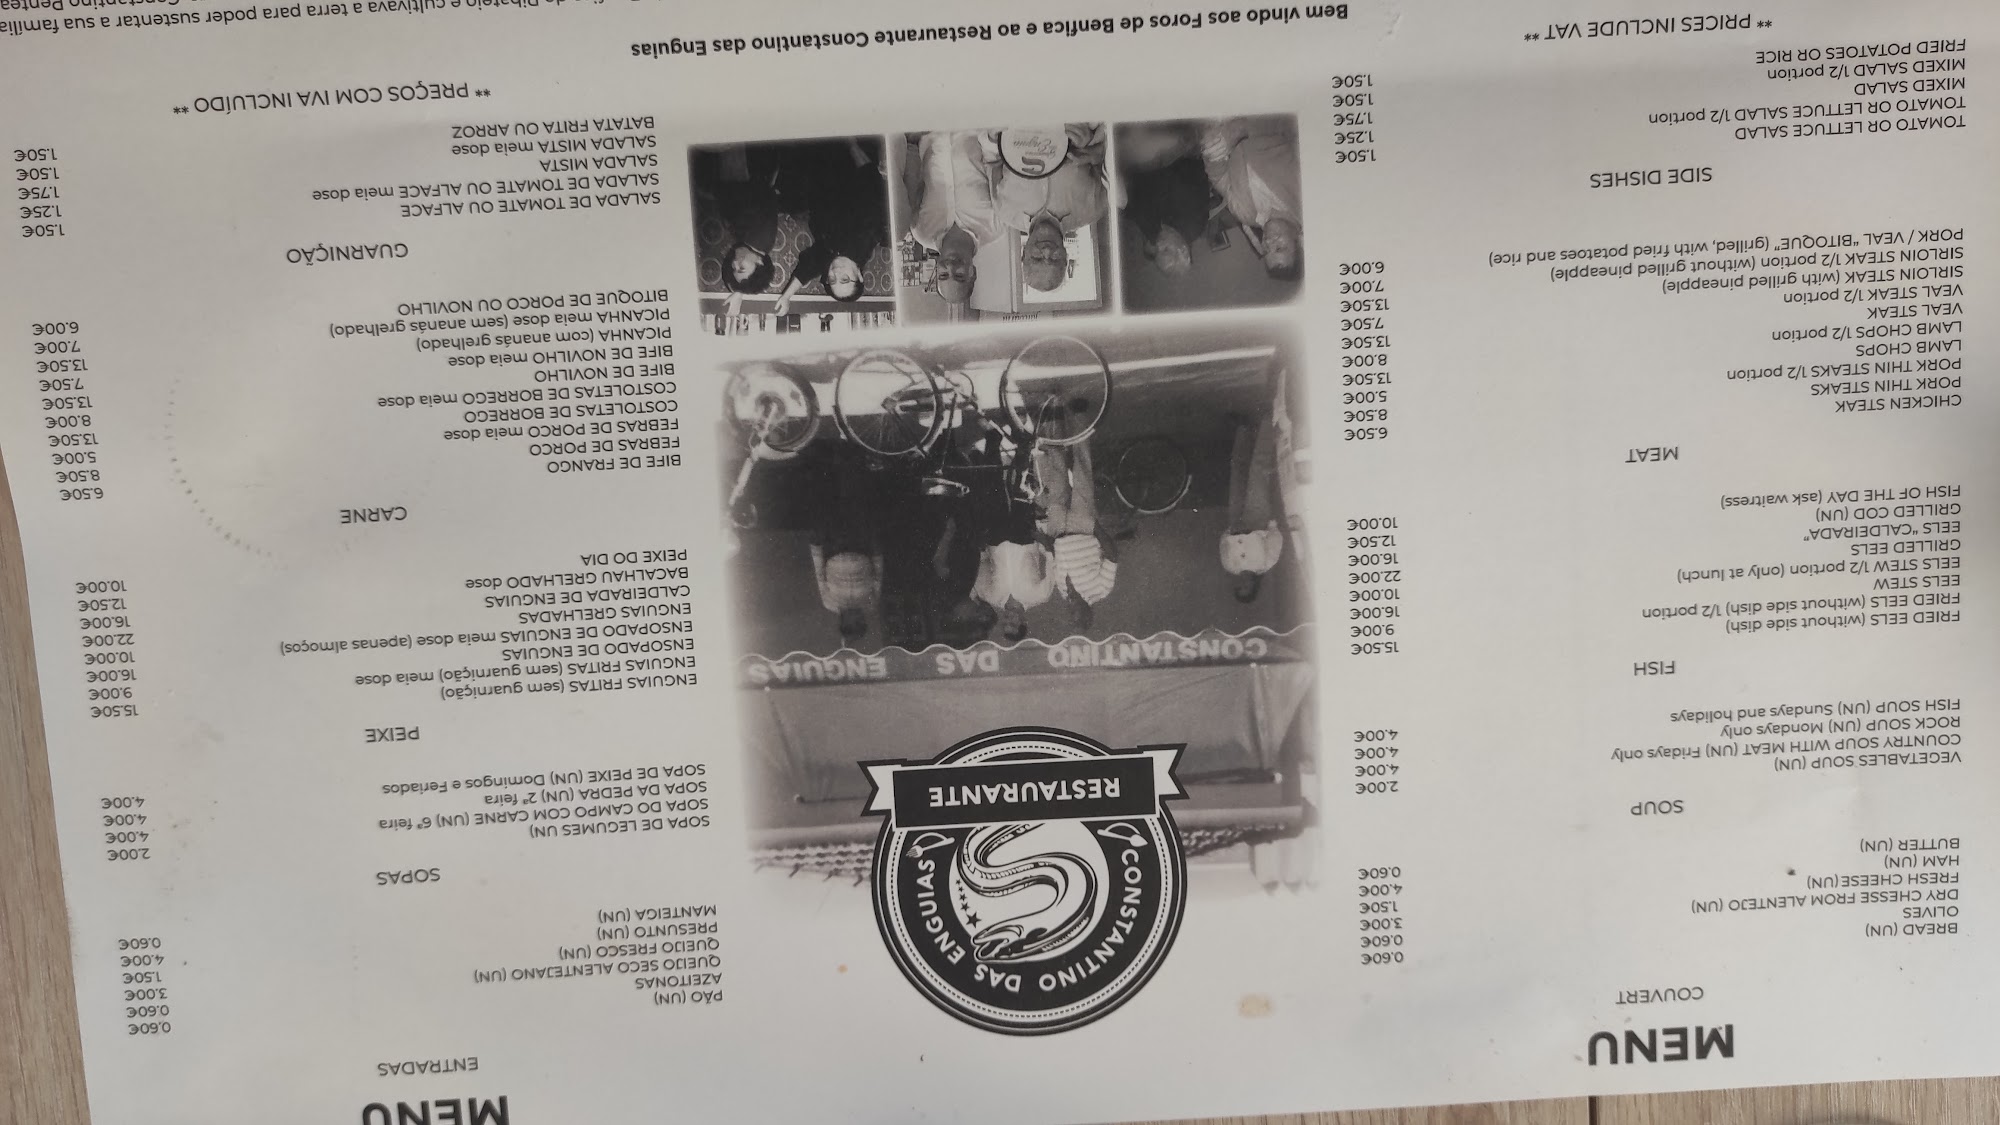 MENU
COUVERT
BREAD (UN) 0.60€
OLIVES 0.60€
DRY CHESSE FROM ALENTEJO (UN) 3.00€
FRESH CHEESE (UN) 1.50€
HAM (UN) 4.00€
BUTTER (UN) 0.60€
SOUP
VEGETABLES SOUP (UN) 2.00€
COUNTRY SOUP WITH MEAT (UN) Fridays only 4.00€
ROCK SOUP (UN) Mondays only 4.00€
FISH SOUP (UN) Sundays and holidays 4.00€
FISH
FRIED EELS (without side dish) 15.50€
FRIED EELS (without side dish) 1/2 portion 9.00€
EELS STEW 16.00€
EELS STEW 1/2 portion (only at lunch) 10.00€
GRILLED EELS 22.00€
EELS "CALDEIRADA" 16.00€
GRILLED COD (UN) 12.50€
FISH OF THE DAY (ask waitress) 10.00€
MEAT
CHICKEN STEAK 6.50€
PORK THIN STEAKS 8.50€
PORK THIN STEAKS 1/2 portion 5.00€
LAMB CHOPS 13.50€
LAMB CHOPS 1/2 portion 8.00€
VEAL STEAK 13.50€
VEAL STEAK 1/2 portion 7.50€
SIRLOIN STEAK (with grilled pineapple) 13.50€
SIRLOIN STEAK 1/2 portion (without grilled pineapple) 7.00€
PORK / VEAL "BITOQUE" (grilled, with fried potatoes and rice) 6.00€
SIDE DISHES
TOMATO OR LETTUCE SALAD 1.50€
TOMATO OR LETTUCE SALAD 1/2 portion 1.25€
MIXED SALAD 1.75€
MIXED SALAD 1/2 portion 1.50€
FRIED POTATOES OR RICE 1.50€
** PRICES INCLUDE VAT **
CONSTANTINO DAS ENGUIAS
RESTAURANTE
CONSTANTINO DAS ENGUIAS
MENU
ENTRADAS
PÃO (UN) 0.60€
AZEITONAS 0.60€
QUEIJO SECO ALENTEJANO (UN) 3.00€
QUEIJO FRESCO (UN) 1.50€
PRESUNTO (UN) 4.00€
MANTEIGA (UN) 0.60€
SOPAS
SOPA DE LEGUMES UN) 2.00€
SOPA DO CAMPO COM CARNE (UN) 6ª feira 4.00€
SOPA DA PEDRA (UN) 2ª feira 4.00€
SOPA DE PEIXE (UN) Domingos e Feriados 4.00€
PEIXE
ENGUIAS FRITAS (sem guarnição) 15.50€
ENGUIAS FRITAS (sem guarnição) meia dose 9.00€
ENSOPADO DE ENGUIAS 16.00€
ENSOPADO DE ENGUIAS meia dose (apenas almoços) 10.00€
ENGUIAS GRELHADAS 22.00€
CALDEIRADA DE ENGUIAS 16.00€
BACALHAU GRELHADO dose 12.50€
PEIXE DO DIA 10.00€
CARNE
BIFE DE FRANGO 6.50€
FEBRAS DE PORCO 8.50€
FEBRAS DE PORCO meia dose 5.00€
COSTOLETAS DE BORREGO 13.50€
COSTOLETAS DE BORREGO meia dose 8.00€
BIFE DE NOVILHO 13.50€
BIFE DE NOVILHO meia dose 7.50€
PICANHA (com ananás grelhado) 13.50€
PICANHA meia dose (sem ananás grelhado) 7.00€
BITOQUE DE PORCO OU NOVILHO 6.00€
GUARNIÇÃO
SALADA DE TOMATE OU ALFACE 1.50€
SALADA DE TOMATE OU ALFACE meia dose 1.25€
SALADA MISTA 1.75€
SALADA MISTA meia dose 1.50€
BATATA FRITA OU ARROZ 1.50€
** PREÇOS COM IVA INCLUÍDO **
Bem vindo aos Foros de Benfica e ao Restaurante Constantino das Enguias
e cultivava a terra para poder sustentar a sua família